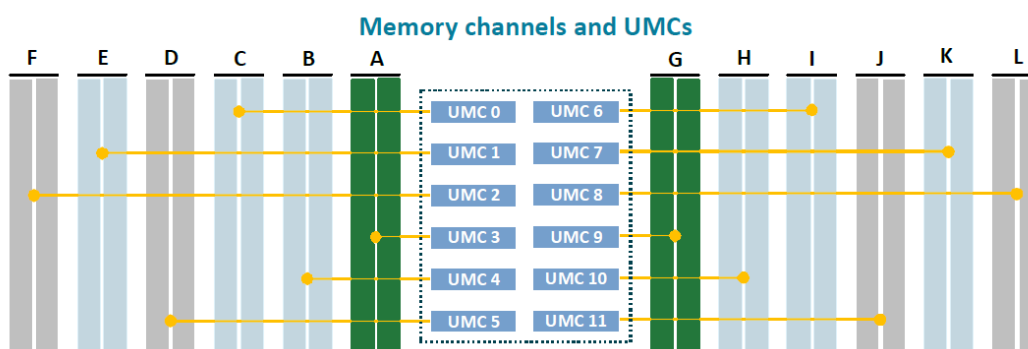 Memory channels and UMCs
F E D C B A G H I J K L
UMC 0 UMC 6
UMC 1 UMC 7
UMC 2 UMC 8
UMC 3 UMC 9
UMC 4 UMC 10
UMC 5 UMC 11